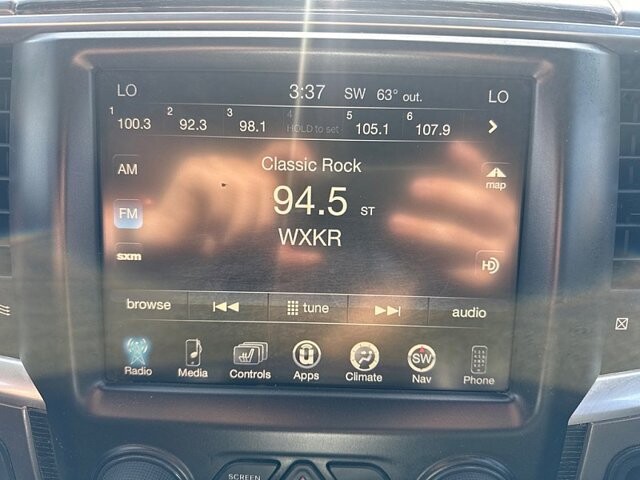 LO 3:37 SW 63° out. LO
1 100.3 2 92.3 3 98.1 4 HOLD to set 5 105.1 6 107.9
Classic Rock
AM
94.5 ST
map
FM
WXKR
sxm
HD
browse tune audio
Radio Media Controls Apps Climate SW Nav Phone
U
SCREEN